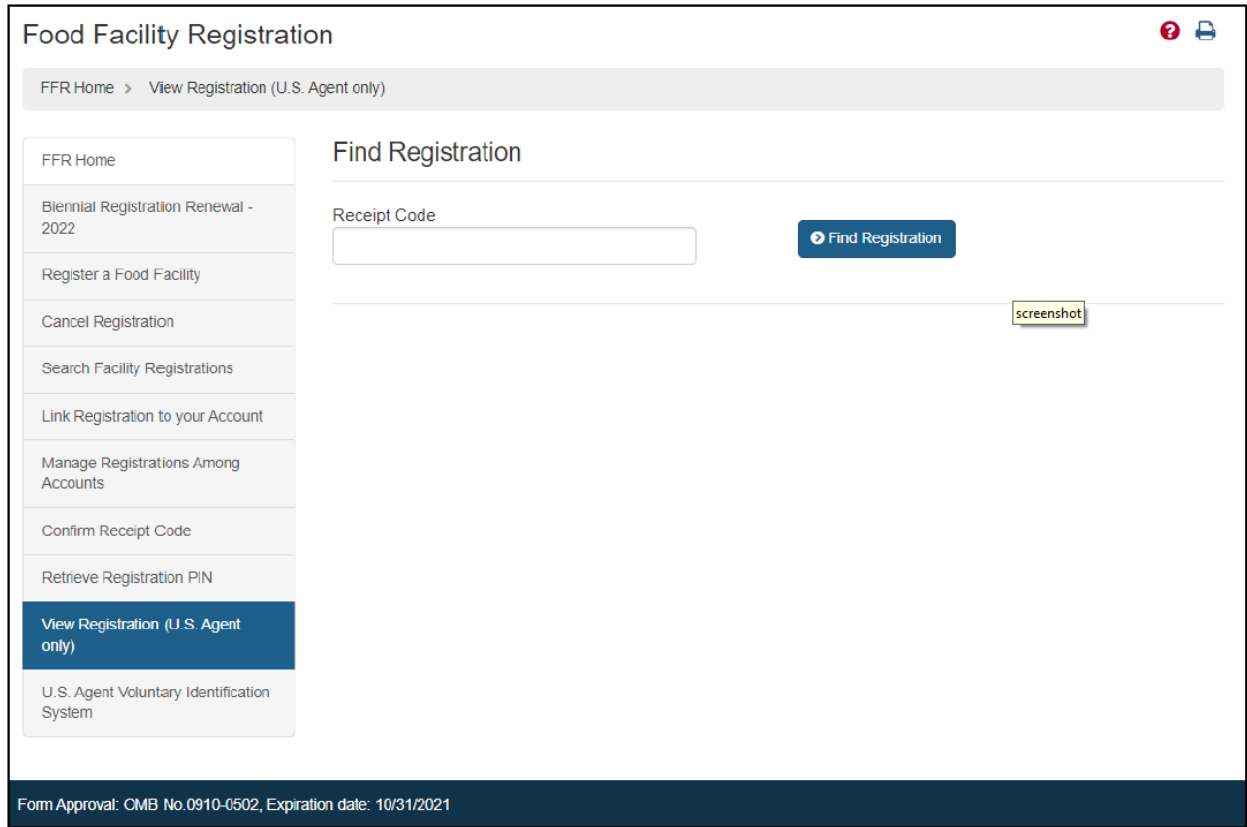 Food Facility Registration
FFR Home > View Registration (U.S. Agent only)
FFR Home
Biennial Registration Renewal -
2022
Register a Food Facility
Cancel Registration
Search Facility Registrations
Link Registration to your Account
Manage Registrations Among
Accounts
Confirm Receipt Code
Retrieve Registration PIN
View Registration (U.S. Agent
only)
U.S. Agent Voluntary Identification
System
Find Registration
Receipt Code
Find Registration
screenshot
Form Approval: OMB No.0910-0502, Expiration date: 10/31/2021